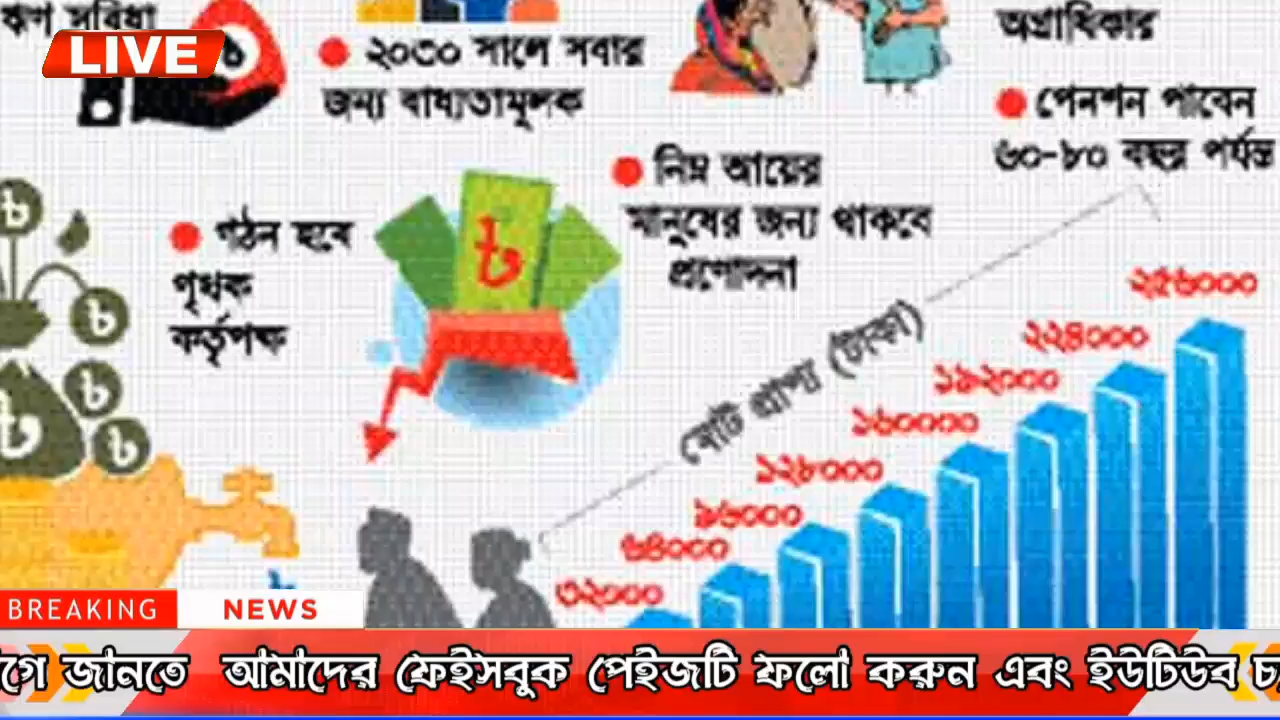 ঋণ সুবিধা
LIVE
● ২০৩০ সালে সবার
জন্য বাধ্যতামূলক
অগ্রাধিকার
● পেনশন পাবেন
৬০-৮০ বছর পর্যন্ত
● নিম্ন আয়ের
মানুষের জন্য থাকবে
প্রণোদনা
● গঠন হবে
পৃথক
কর্তৃপক্ষ
মোট প্রাপ্য (টাকা)
২৫৬০০০
২২৪০০০
১৯২০০০
১৬০০০০
১২৮০০০
৯৬০০০
৬৪০০০
৩২০০০
BREAKING NEWS
গে জানতে আমাদের ফেইসবুক পেইজটি ফলো করুন এবং ইউটিউব